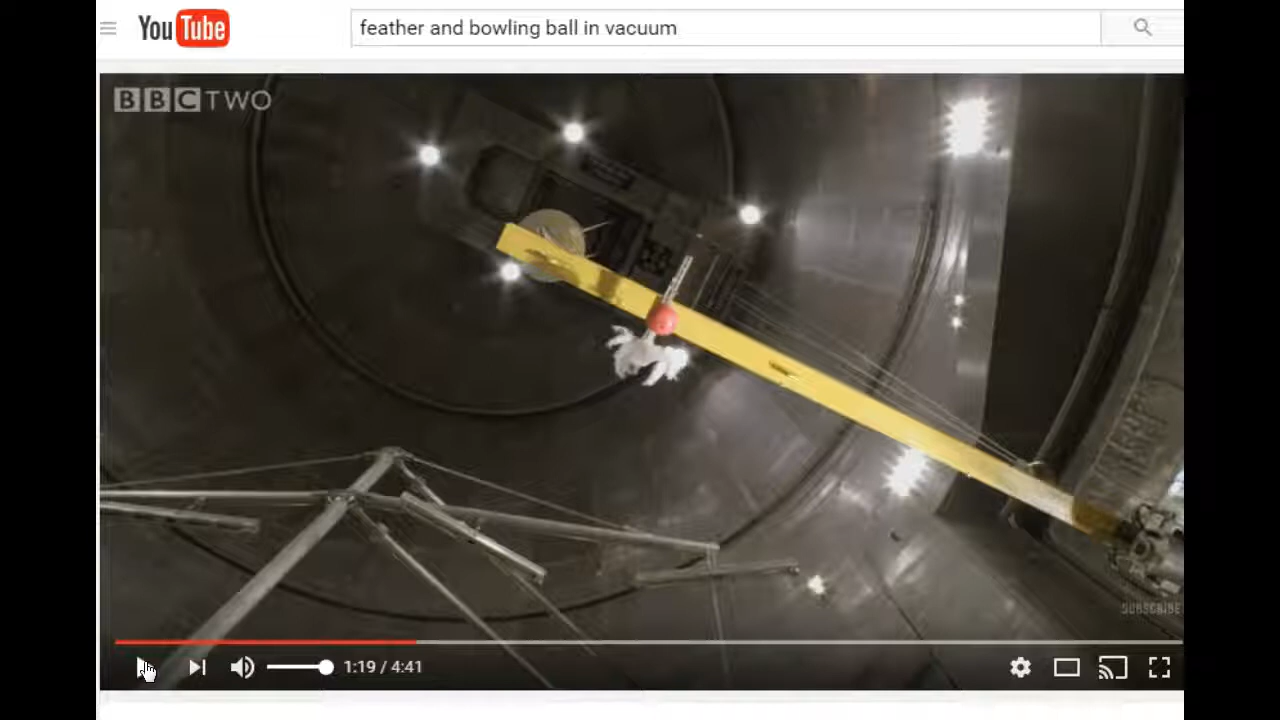 YouTube
feather and bowling ball in vacuum
BBC TWO
SUBSCRIBE
1:19 / 4:41